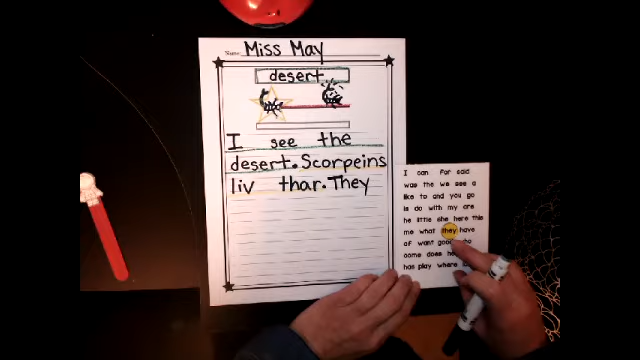 Name: Miss May
desert
I see the
desert. Scorpeins
liv thar. They
I can for said
was the we see a
like to and you go
is do with my are
he little she here this
me what they have
of want good who
come does
has play where